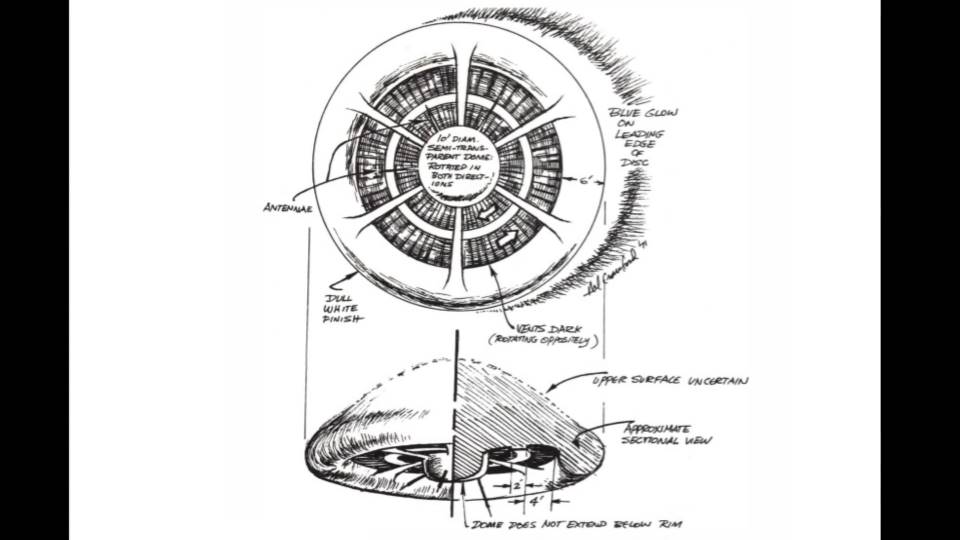 BLUE GLOW
ON
LEADING
EDGE
OF
DISC
10' DIAM.
SEMI-TRANS-
PARENT DOME:
ROTATED IN
BOTH DIRECT-
IONS
6'
ANTENNAE
DULL
WHITE
FINISH
VENTS DARK
(ROTATING OPPOSITELY)
UPPER SURFACE UNCERTAIN
APPROXIMATE
SECTIONAL VIEW
2'
4'
DOME DOES NOT EXTEND BELOW RIM